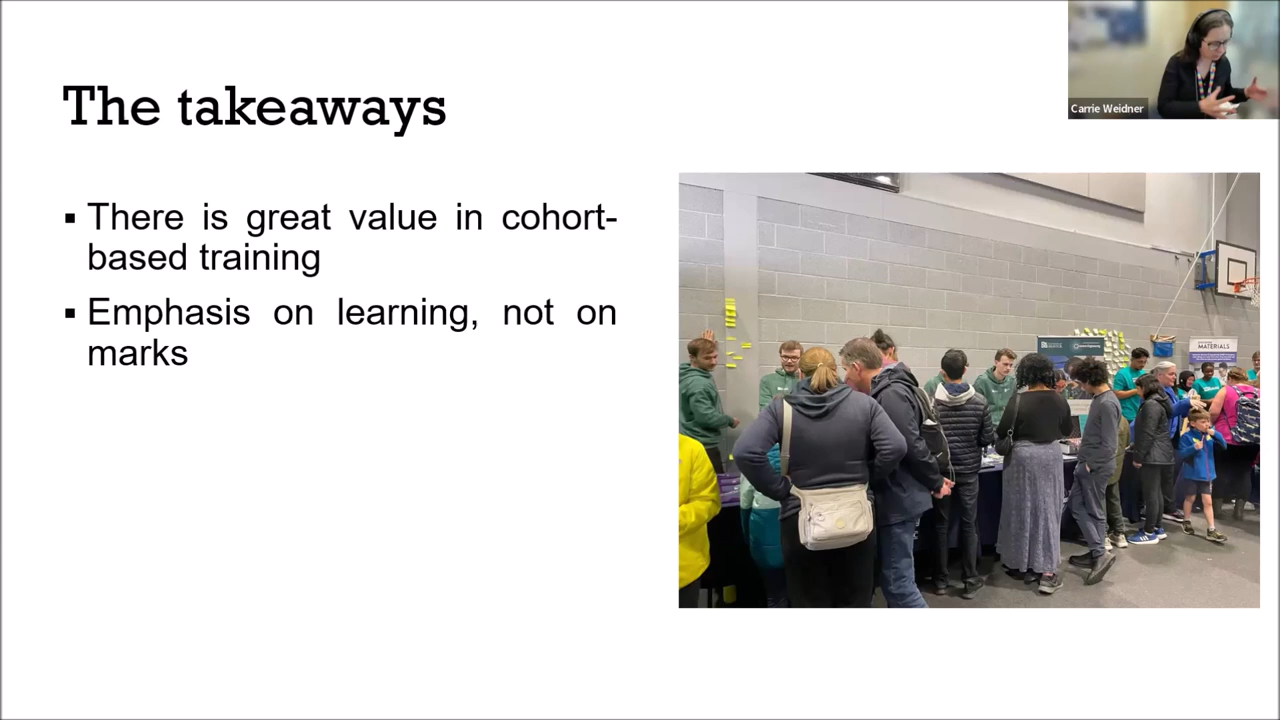 The takeaways
Carrie Weidner
▪ There is great value in cohort-
based training
▪ Emphasis on learning, not on
marks
MATERIALS